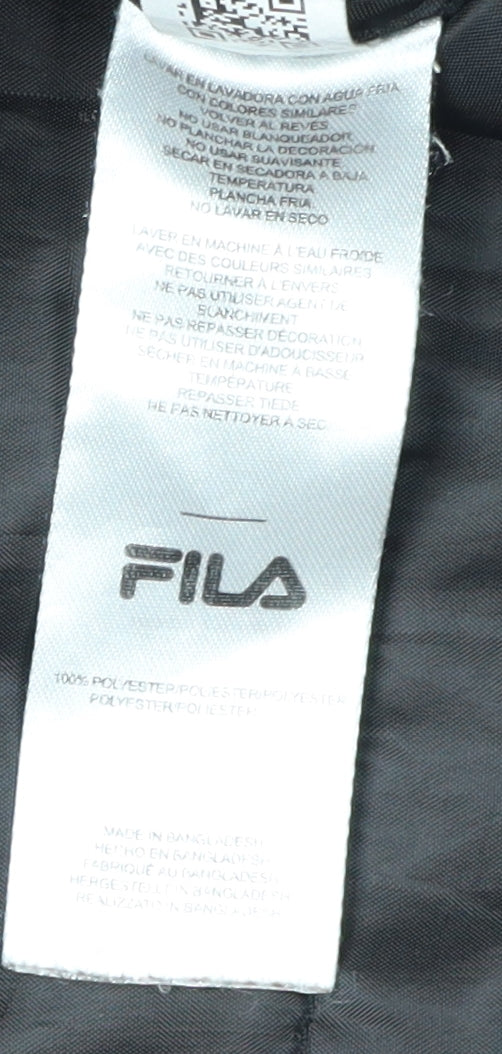 LAVAR EN LAVADORA CON AGUA FRIA
CON COLORES SIMILARES
VOLVER AL REVÉS
NO USAR BLANQUEADOR
NO PLANCHAR LA DECORACIÓN
NO USAR SUAVISANTE
SECAR EN SECADORA A BAJA
TEMPERATURA
PLANCHA FRIA
NO LAVAR EN SECO
LAVER EN MACHINE À L'EAU FROIDE
AVEC DES COULEURS SIMILAIRES
RETOURNER À L'ENVERS
NE PAS UTILISER AGENT DE
BLANCHIMENT
NE PAS REPASSER DÉCORATION
NE PAS UTILISER D'ADOUCISSEUR
SÉCHER EN MACHINE A BASSE
TEMPÉPATURE
REPASSER TIEDE
NE PAS NETTOYER A SEC
FILA
100% POLYESTER/POLIESTER/POLYESTER
POLYESTER/POLIESTERE
MADE IN BANGLADESH
HECHO EN BANGLADESH
FABRIQUÉ AU BANGLADESH
HERGESTELLT IN BANGLADESH
REALIZZATO IN BANGLADESH